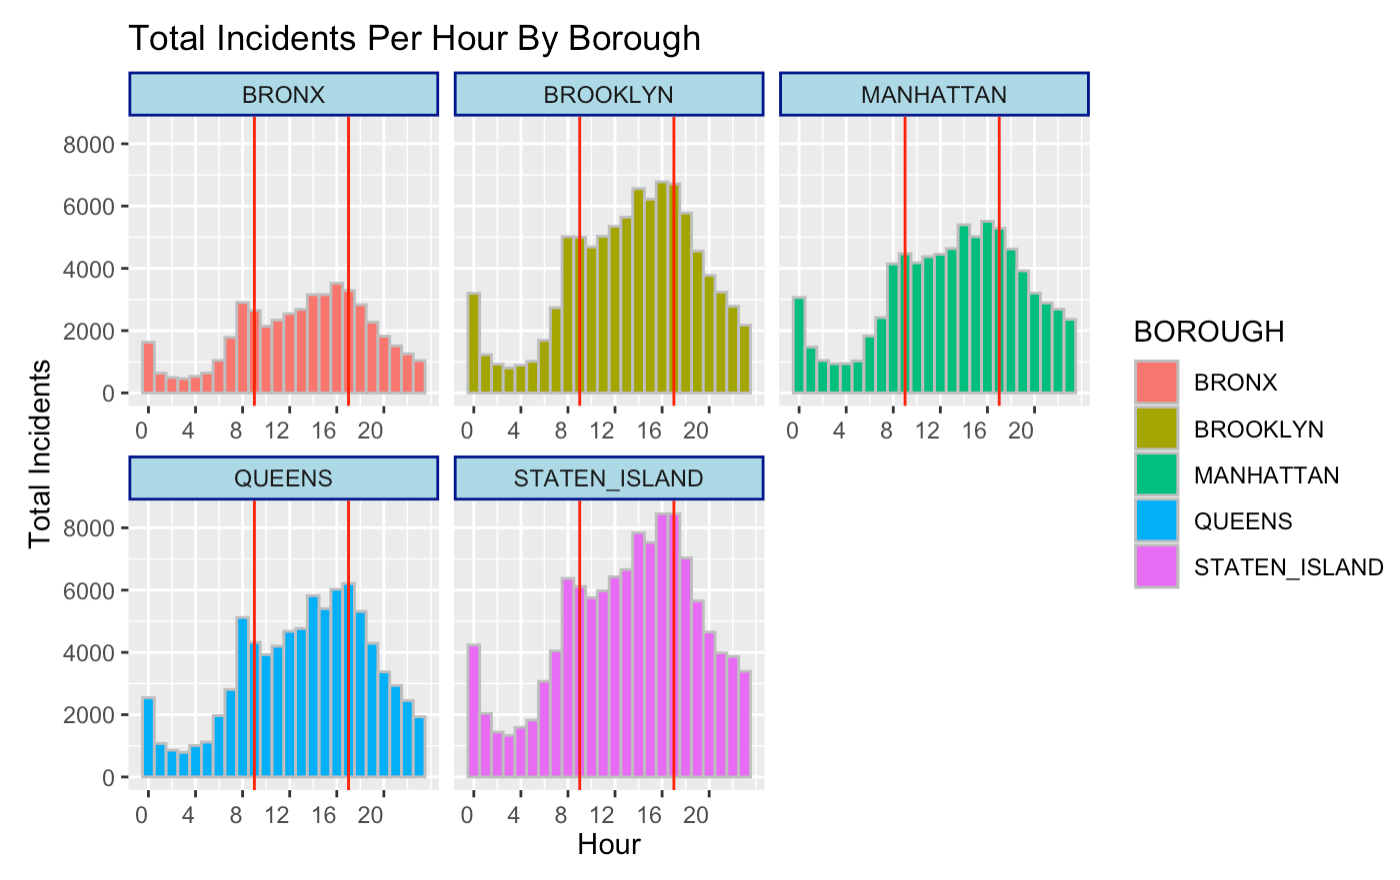 Total Incidents Per Hour By Borough
BRONX BROOKLYN MANHATTAN
8000
6000
4000
2000
0
0 4 8 12 16 20 0 4 8 12 16 20 0 4 8 12 16 20
QUEENS STATEN_ISLAND
8000
6000
4000
2000
0
0 4 8 12 16 20 0 4 8 12 16 20
Hour
Total Incidents
BOROUGH
BRONX
BROOKLYN
MANHATTAN
QUEENS
STATEN_ISLAND